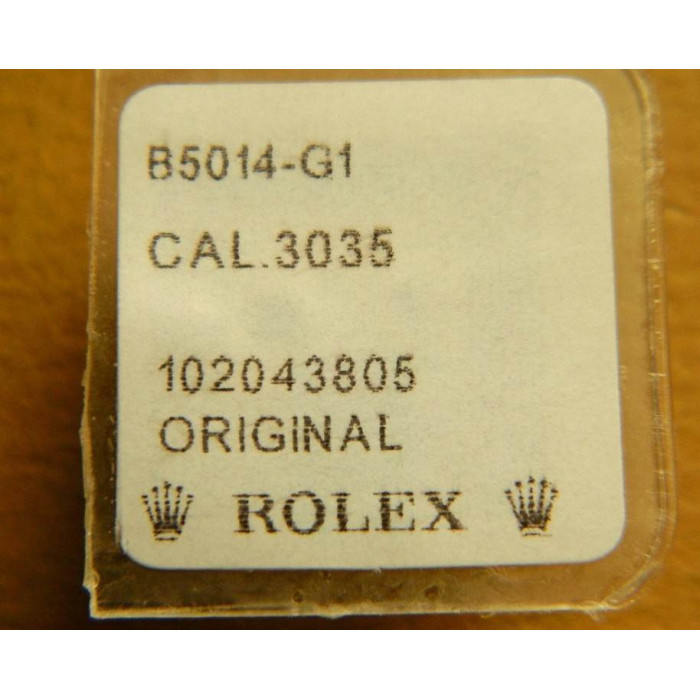 B5014-G1
CAL.3035
102043805
ORIGINAL
ROLEX